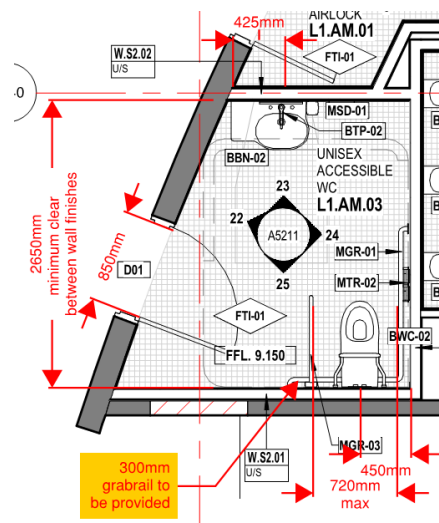 AIRLOCK
L1.AM.01
425mm
W.S2.02
U/S
FTI-01
MSD-01
BTP-02
BBN-02
UNISEX
ACCESSIBLE
WC
L1.AM.03
23
22
A5211
24
25
MGR-01
MTR-02
2650mm
minimum clear
between wall finishes
850mm
D01
FTI-01
FFL. 9.150
BWC-02
W.S2.01
U/S
MGR-03
300mm
grabrail to
be provided
450mm
720mm
max